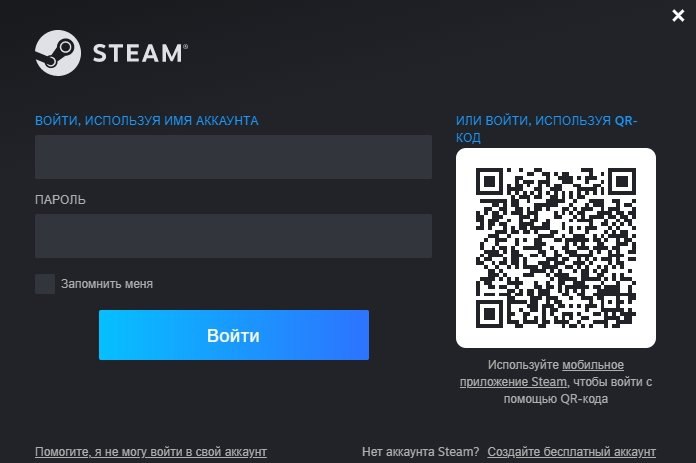 STEAM®
ВОЙТИ, ИСПОЛЬЗУЯ ИМЯ АККАУНТА
ПАРОЛЬ
Запомнить меня
Войти
ИЛИ ВОЙТИ, ИСПОЛЬЗУЯ QR-
КОД
Используйте мобильное
приложение Steam, чтобы войти с
помощью QR-кода
Помогите, я не могу войти в свой аккаунт
Нет аккаунта Steam? Создайте бесплатный аккаунт